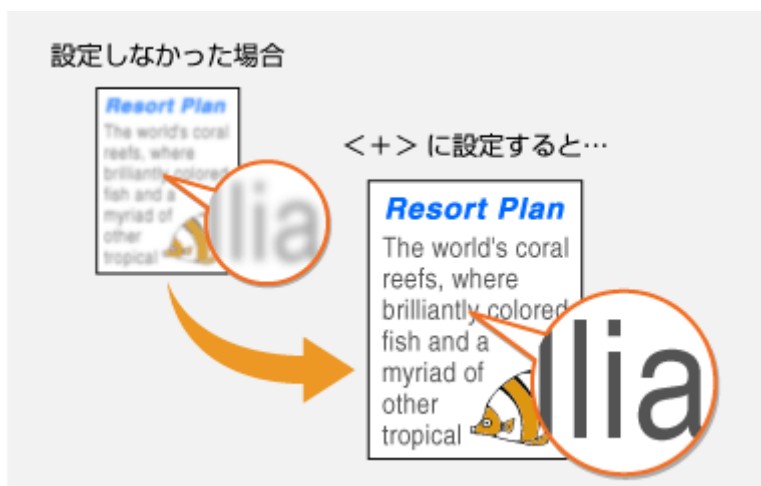 設定しなかった場合
Resort Plan
The world's coral
reefs, where
brilliantly colored
fish and a
myriad of
other
tropical
llia
<+> に設定すると…
Resort Plan
The world's coral
reefs, where
brilliantly colored
fish and a
myriad of
other
tropical
llia